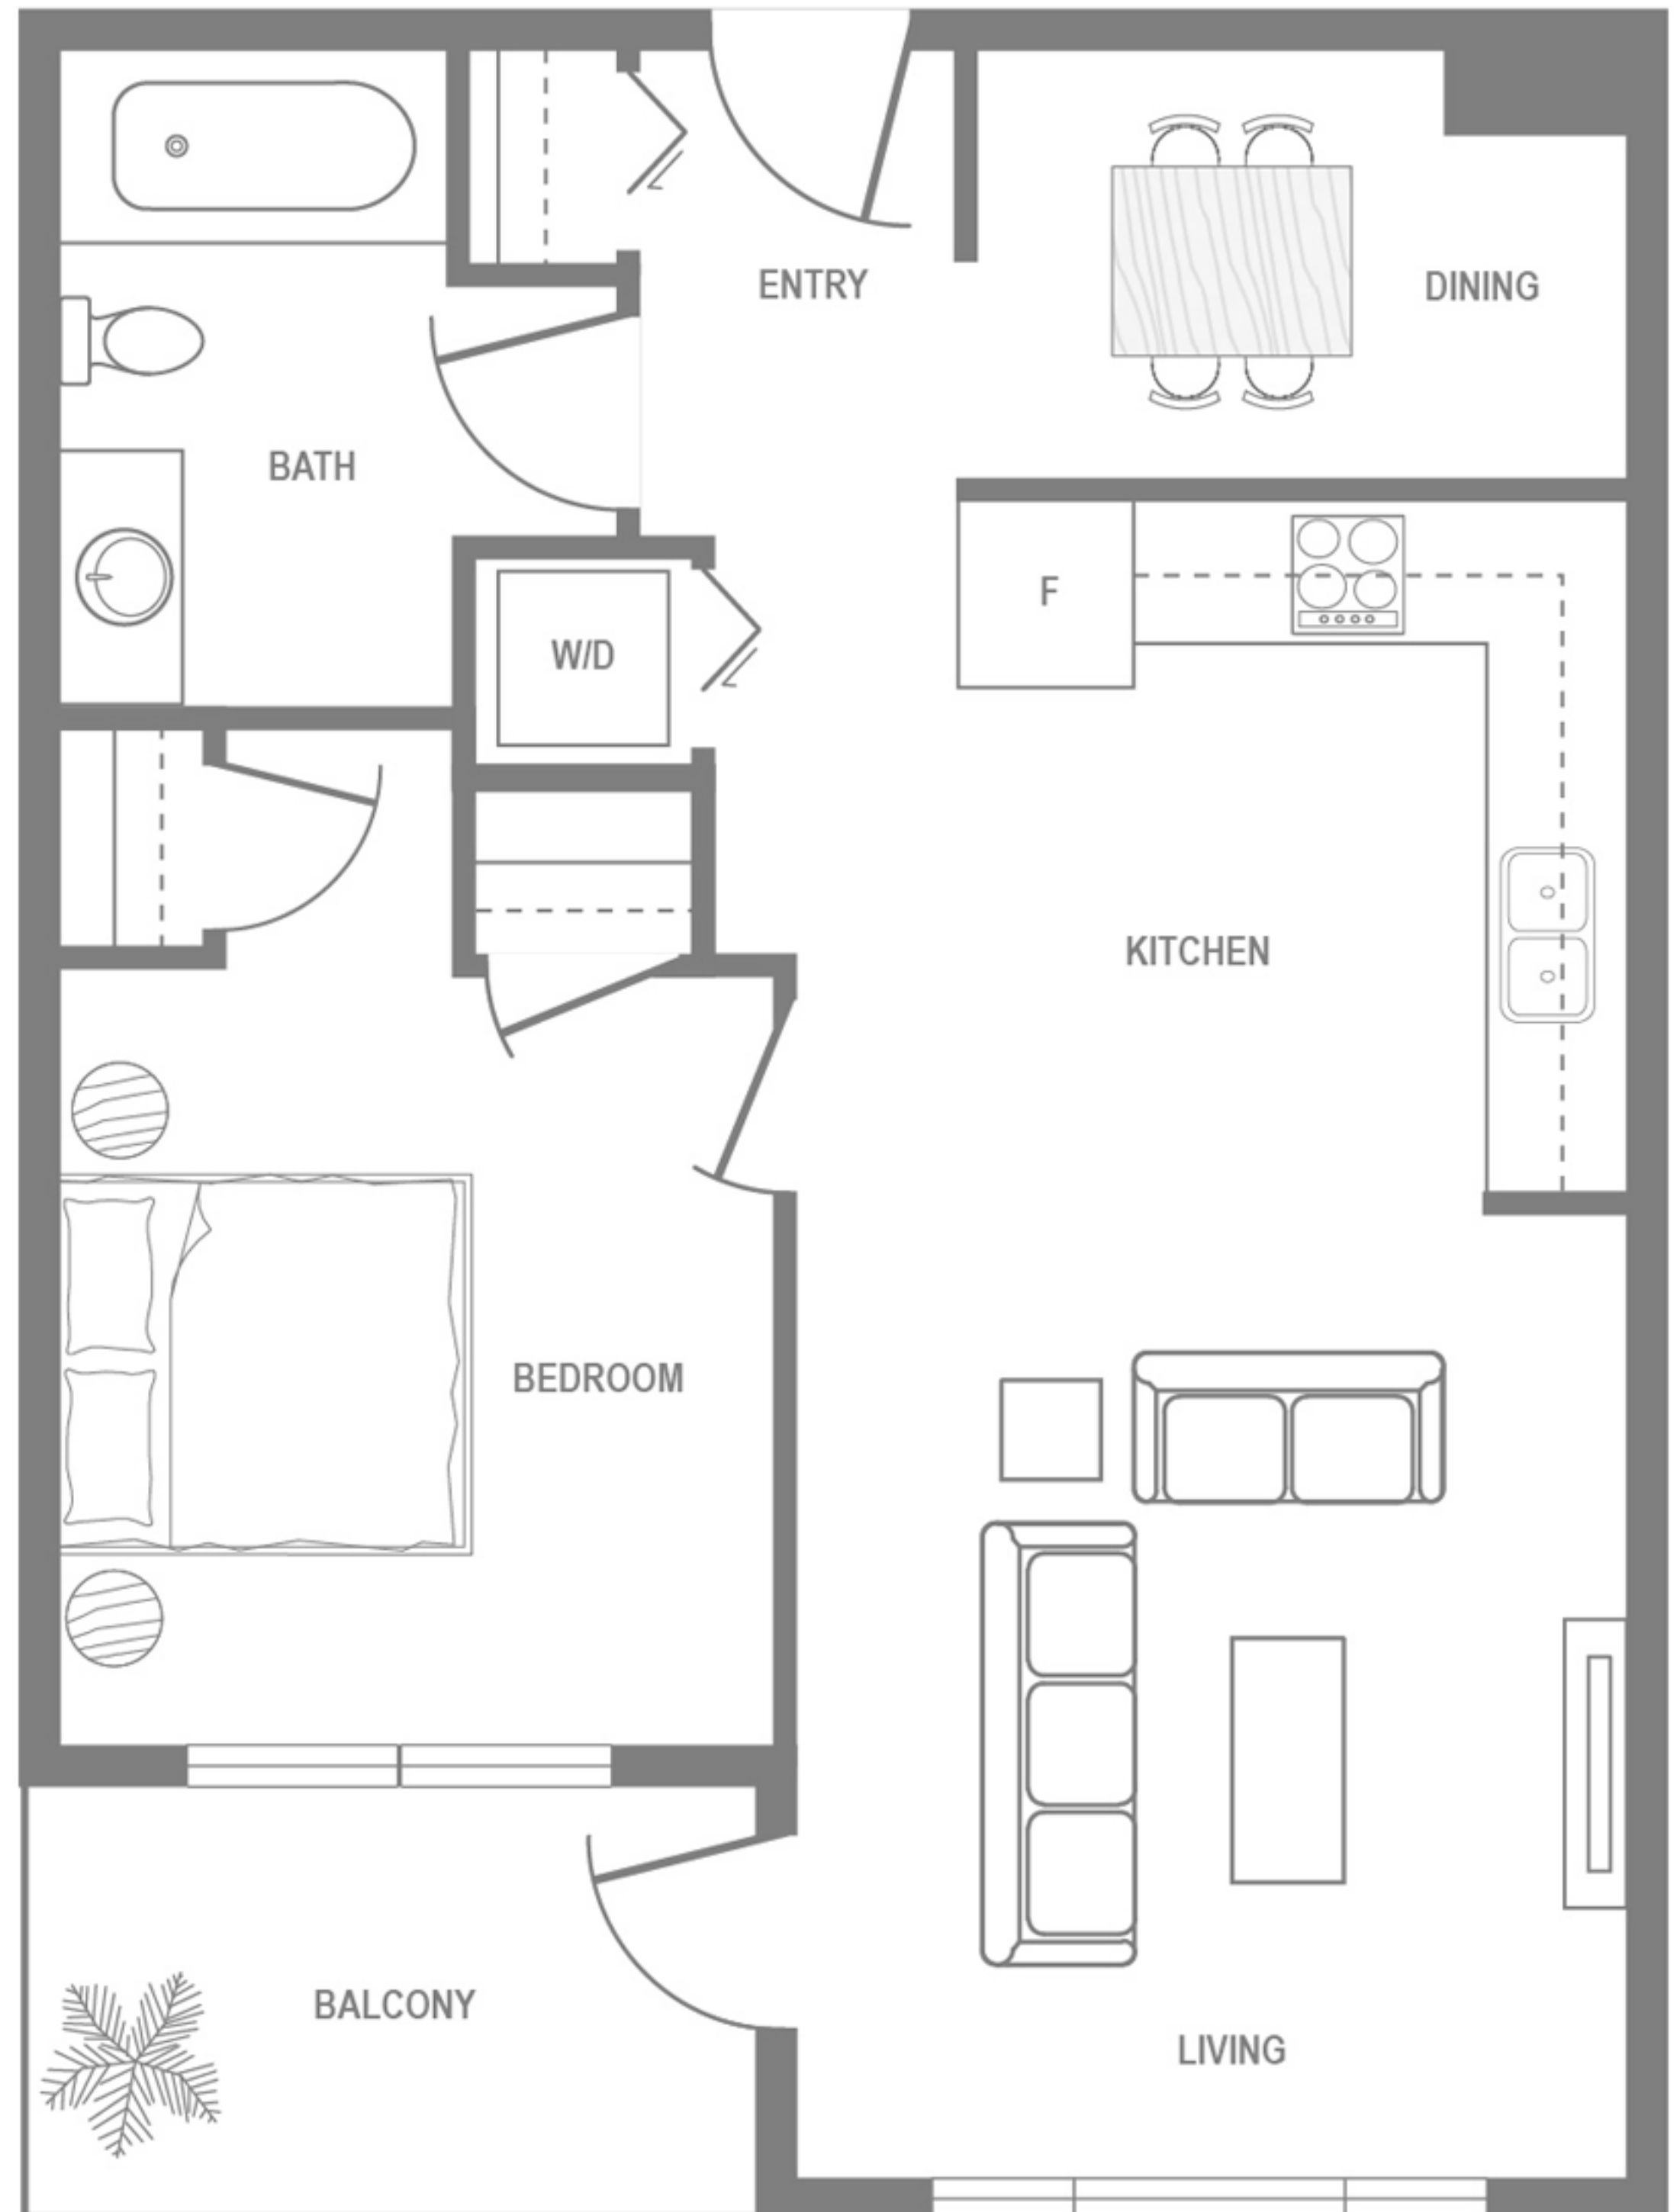 ENTRY
DINING
BATH
F
W/D
KITCHEN
BEDROOM
BALCONY
LIVING